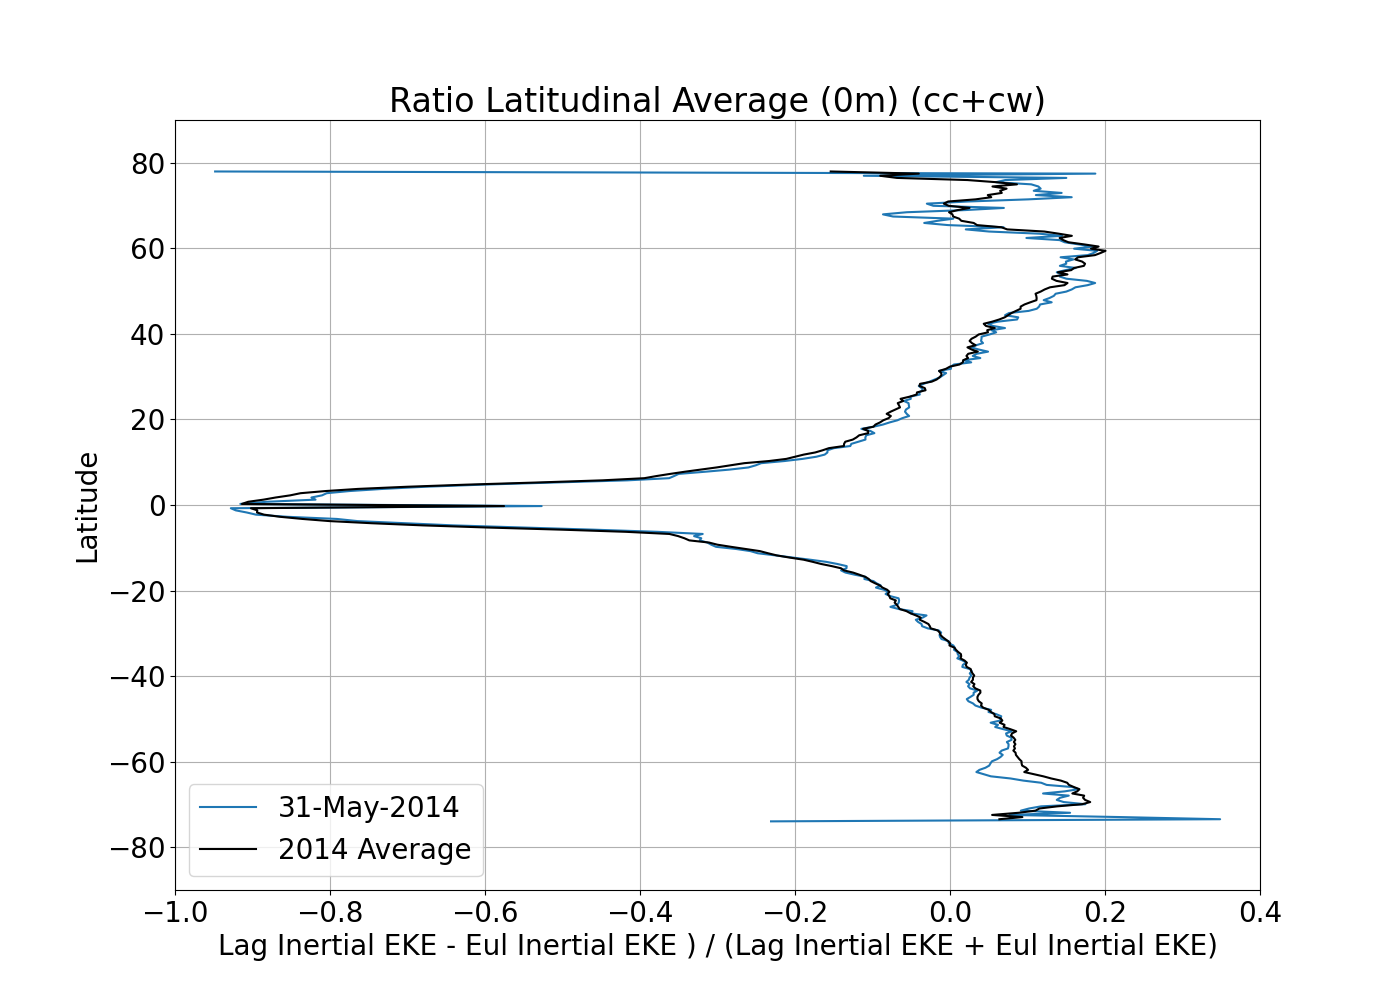 Ratio Latitudinal Average (0m) (cc+cw)
80
60
40
20
0
−20
−40
−60
−80
Latitude
31-May-2014
2014 Average
−1.0 −0.8 −0.6 −0.4 −0.2 0.0 0.2 0.4
Lag Inertial EKE - Eul Inertial EKE ) / (Lag Inertial EKE + Eul Inertial EKE)